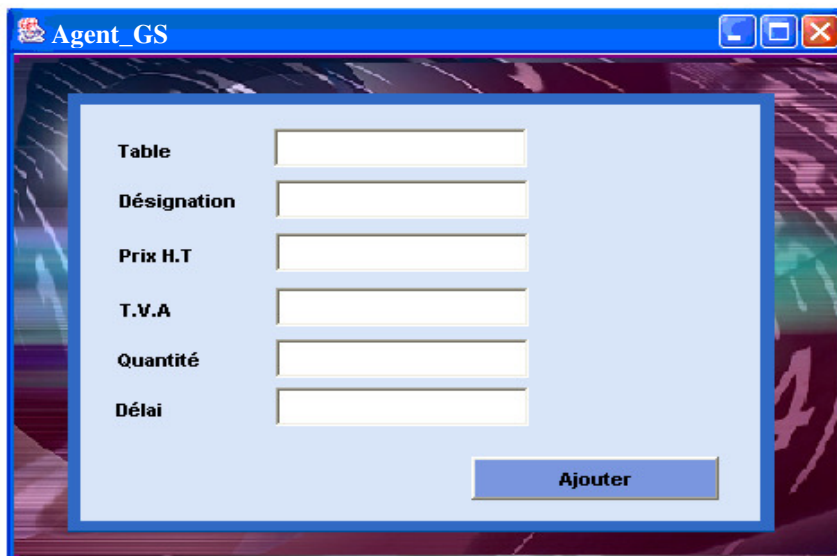 Agent_GS
Table
Désignation
Prix H.T
T.V.A
Quantité
Délai
Ajouter